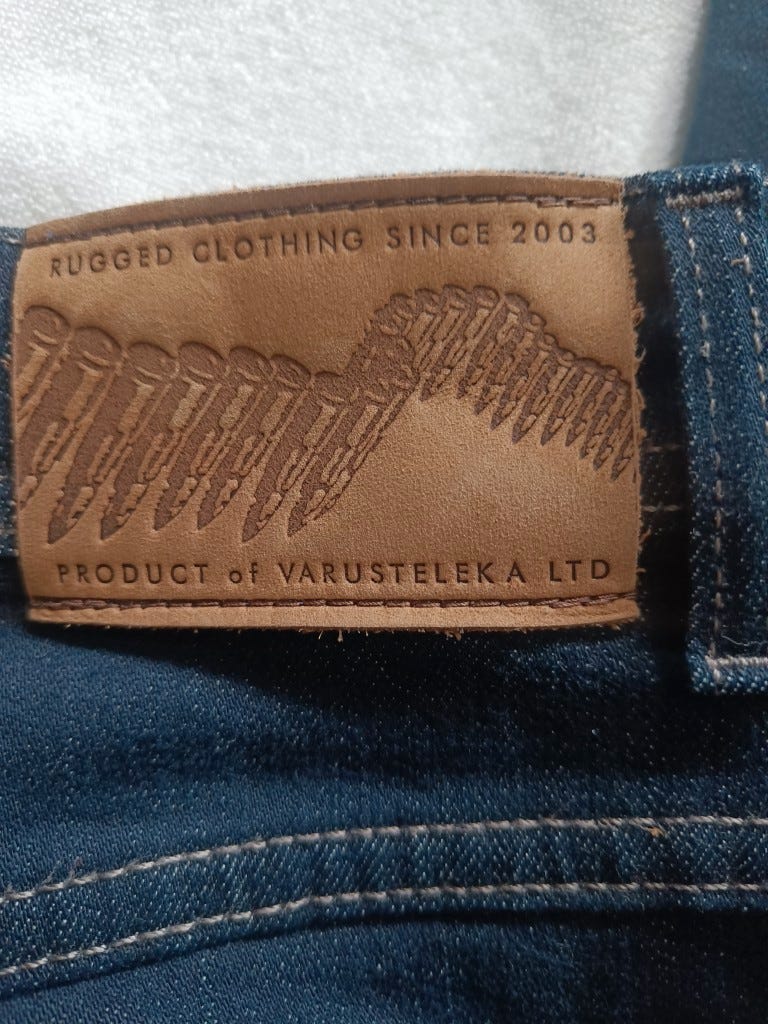 RUGGED CLOTHING SINCE 2003
PRODUCT of VARUSTELEKA LTD